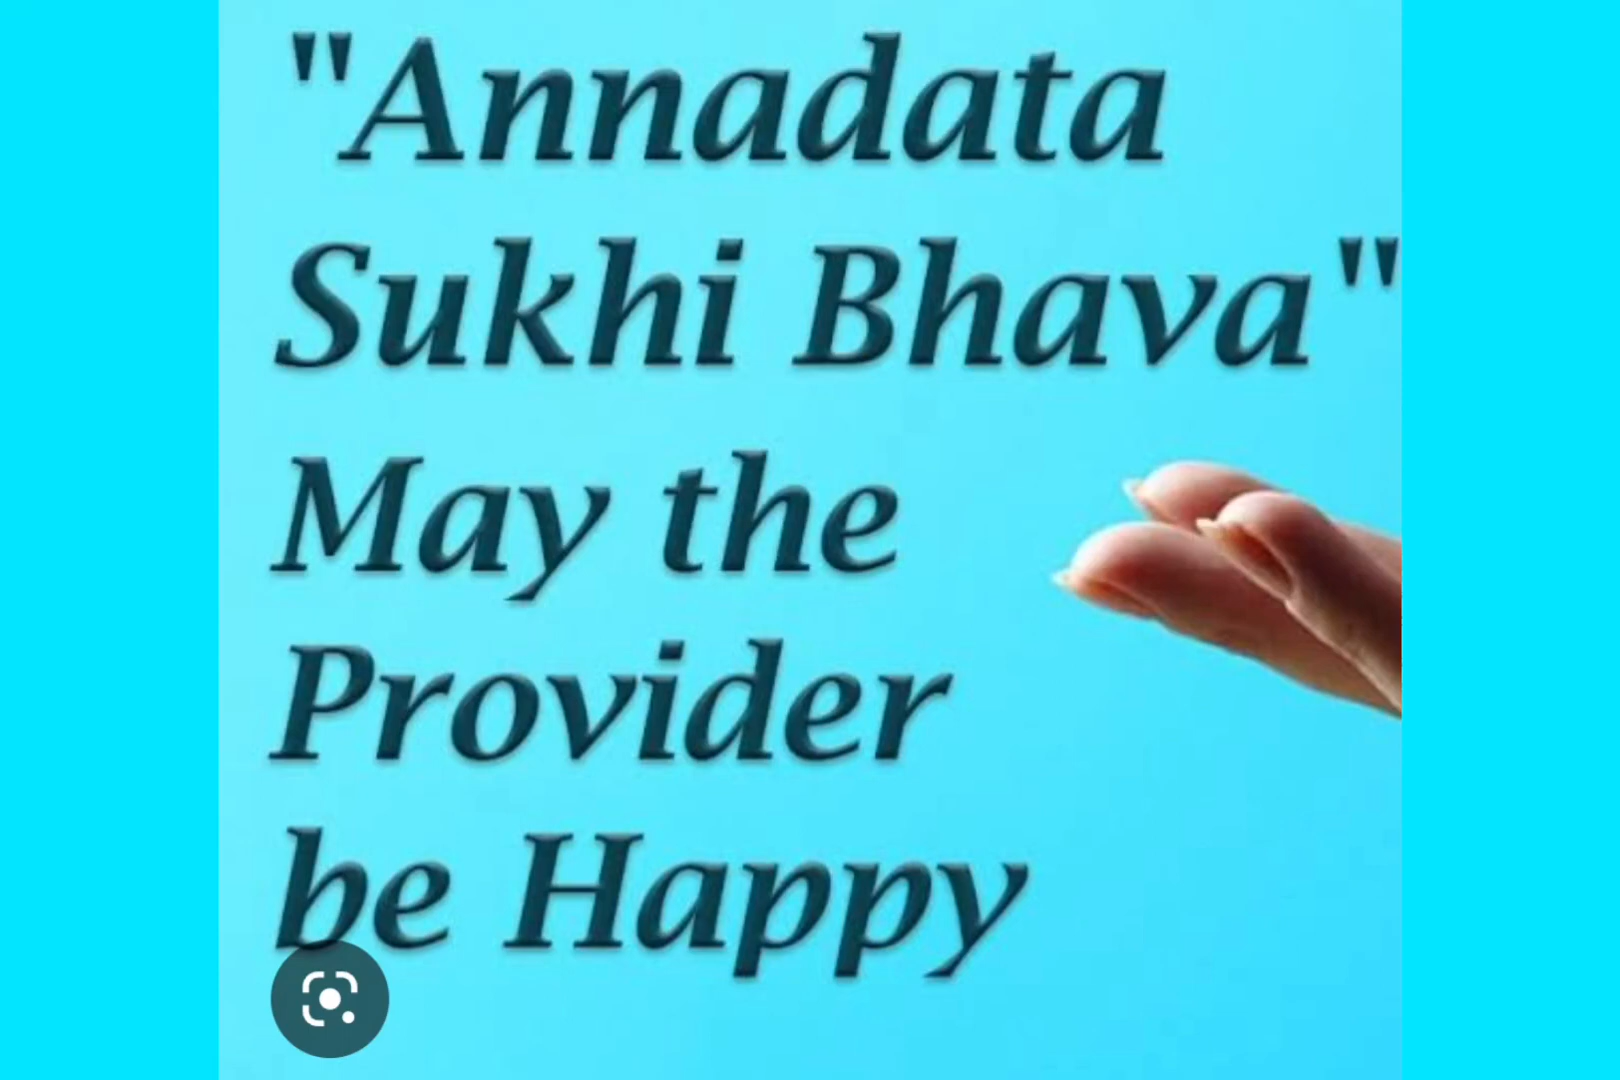 "Annadata
Sukhi Bhava"
May the
Provider
be Happy